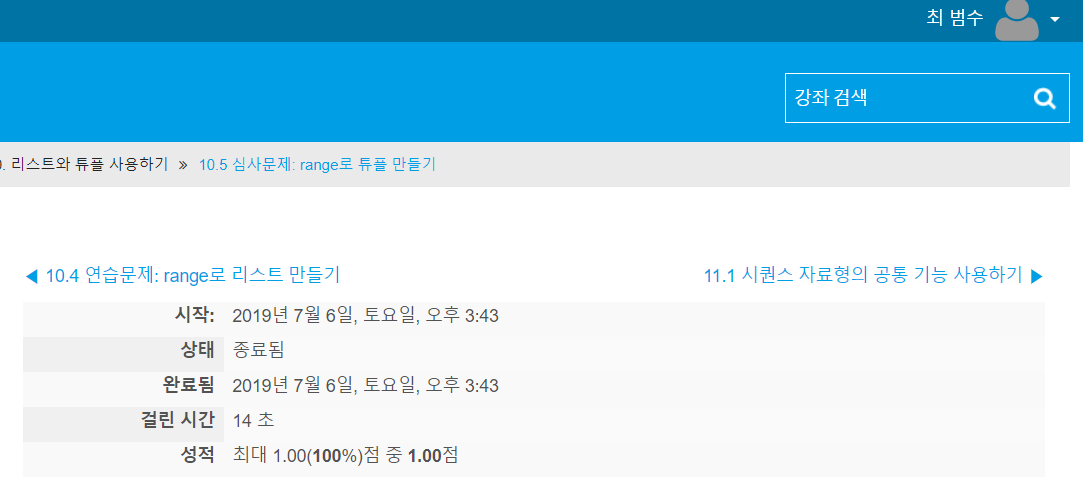 최 범수
강좌 검색
. 리스트와 튜플 사용하기 » 10.5 심사문제: range로 튜플 만들기
◀ 10.4 연습문제: range로 리스트 만들기
11.1 시퀀스 자료형의 공통 기능 사용하기 ▶
시작: 2019년 7월 6일, 토요일, 오후 3:43
상태 종료됨
완료됨 2019년 7월 6일, 토요일, 오후 3:43
걸린 시간 14 초
성적 최대 1.00(100%)점 중 1.00점